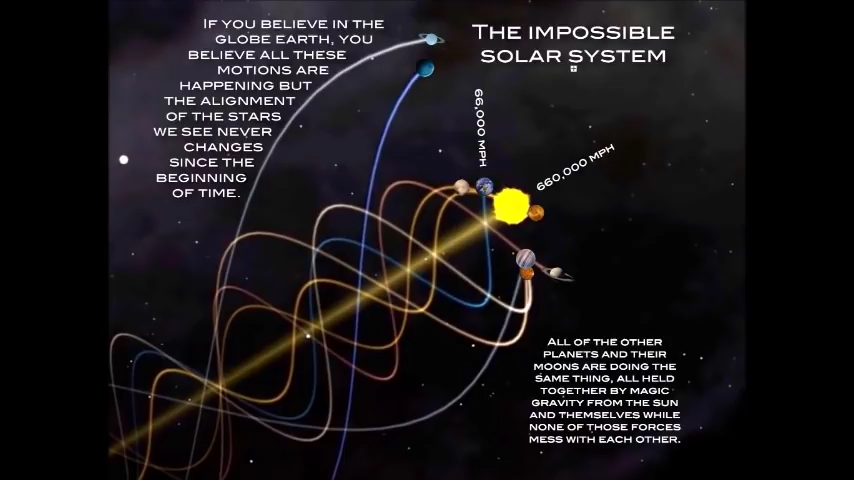 If you believe in the
globe earth, you
believe all these
motions are
happening but
the alignment
of the stars
we see never
changes
since the
beginning
of time.
The impossible
solar system
66,000 mph
660,000 mph
All of the other
planets and their
moons are doing the
same thing, all held
together by magic
gravity from the sun
and themselves while
none of those forces
mess with each other.